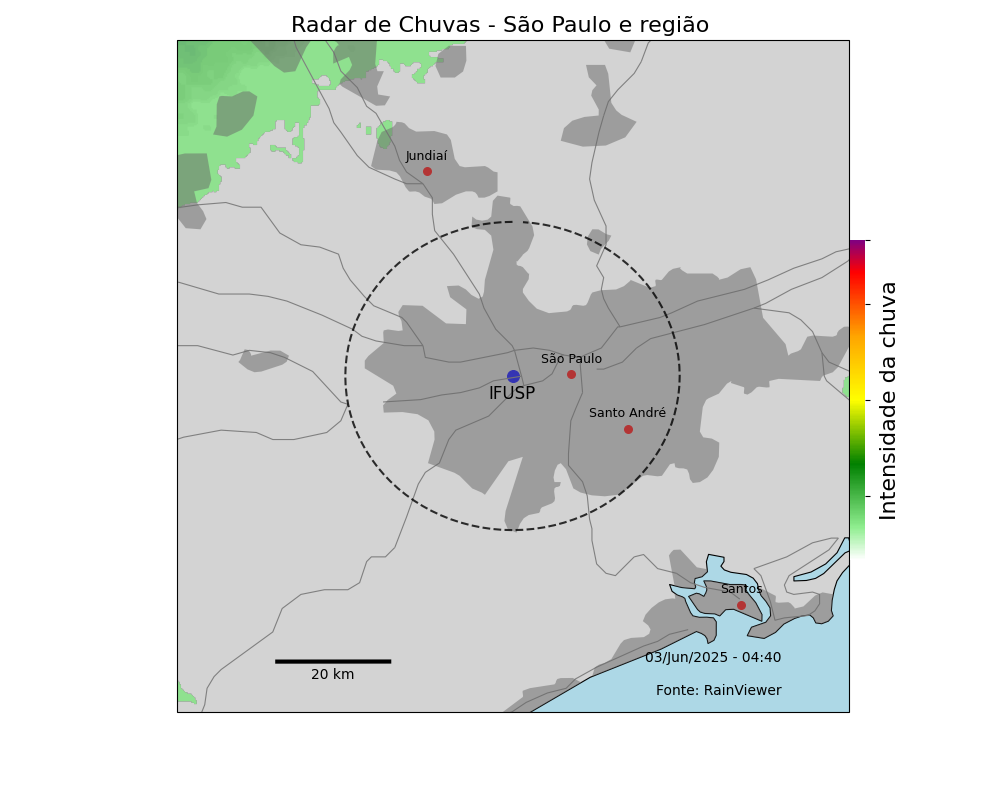 Radar de Chuvas - São Paulo e região
Jundiaí
São Paulo
IFUSP
Santo André
Intensidade da chuva
Santos
03/Jun/2025 - 04:40
20 km
Fonte: RainViewer